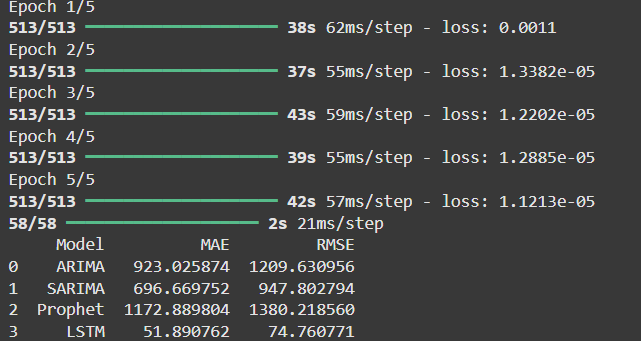 Epoch 1/5
513/513 ━━━━━━━━━━━━━━━━━━━━ 38s 62ms/step - loss: 0.0011
Epoch 2/5
513/513 ━━━━━━━━━━━━━━━━━━━━ 37s 55ms/step - loss: 1.3382e-05
Epoch 3/5
513/513 ━━━━━━━━━━━━━━━━━━━━ 43s 59ms/step - loss: 1.2202e-05
Epoch 4/5
513/513 ━━━━━━━━━━━━━━━━━━━━ 39s 55ms/step - loss: 1.2885e-05
Epoch 5/5
513/513 ━━━━━━━━━━━━━━━━━━━━ 42s 57ms/step - loss: 1.1213e-05
58/58 ━━━━━━━━━━━━━━━━━━━━ 2s 21ms/step
Model MAE RMSE
0 ARIMA 923.025874 1209.630956
1 SARIMA 696.669752 947.802794
2 Prophet 1172.889804 1380.218560
3 LSTM 51.890762 74.760771